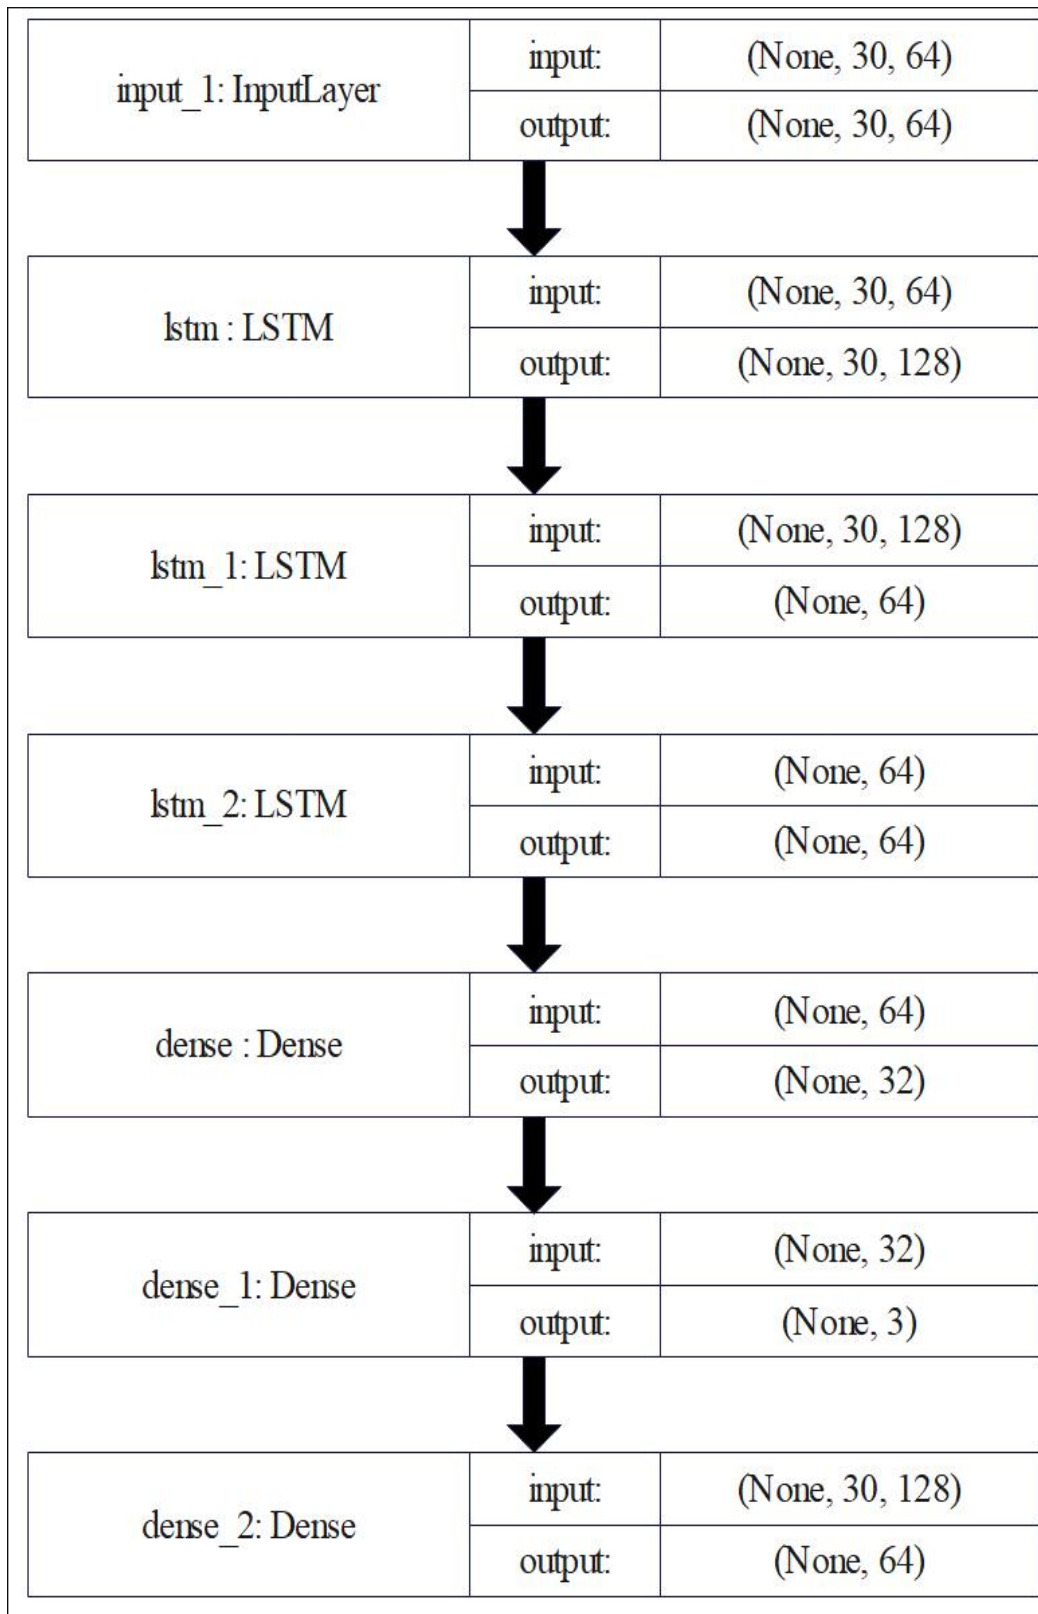 input_1: InputLayer
input:
(None, 30, 64)
output:
(None, 30, 64)
lstm : LSTM
input:
(None, 30, 64)
output:
(None, 30, 128)
lstm_1: LSTM
input:
(None, 30, 128)
output:
(None, 64)
lstm_2: LSTM
input:
(None, 64)
output:
(None, 64)
dense : Dense
input:
(None, 64)
output:
(None, 32)
dense_1: Dense
input:
(None, 32)
output:
(None, 3)
dense_2: Dense
input:
(None, 30, 128)
output:
(None, 64)